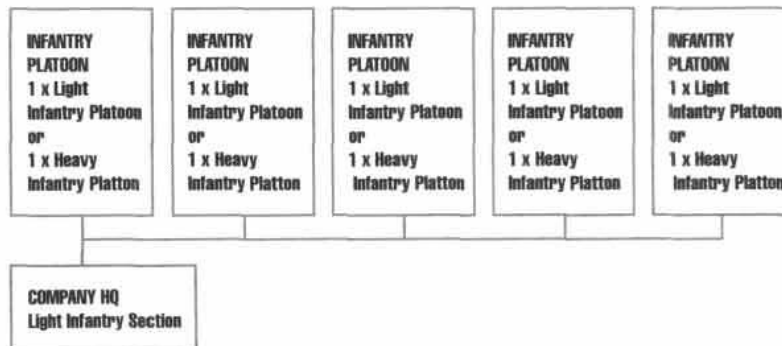 INFANTRY
PLATOON
1 x Light
Infantry Platoon
or
1 x Heavy
Infantry Platton
INFANTRY
PLATOON
1 x Light
Infantry Platoon
or
1 x Heavy
Infantry Platton
INFANTRY
PLATOON
1 x Light
Infantry Platoon
or
1 x Heavy
Infantry Platton
INFANTRY
PLATOON
1 x Light
Infantry Platoon
or
1 x Heavy
Infantry Platton
INFANTRY
PLATOON
1 x Light
Infantry Platoon
or
1 x Heavy
Infantry Platton
COMPANY HQ
Light Infantry Section